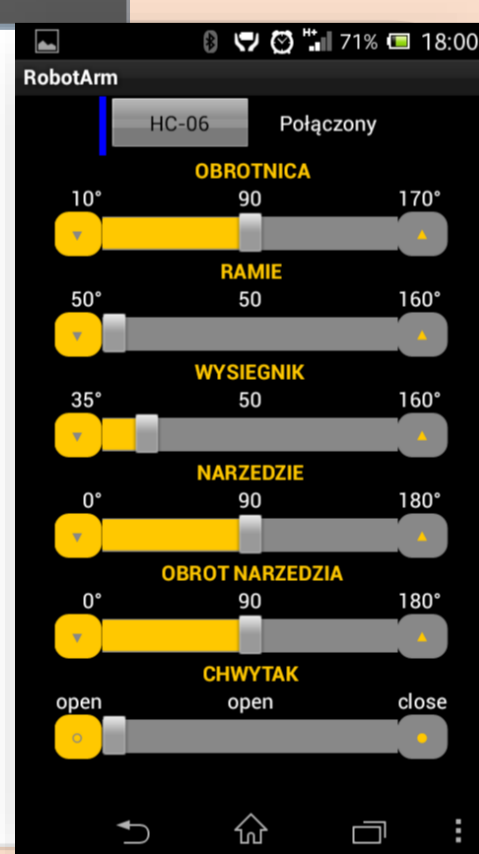 H+ 71% 18:00
RobotArm
HC-06 Połączony
OBROTNICA
10° 90 170°
RAMIE
50° 50 160°
WYSIEGNIK
35° 50 160°
NARZEDZIE
0° 90 180°
OBROT NARZEDZIA
0° 90 180°
CHWYTAK
open open close